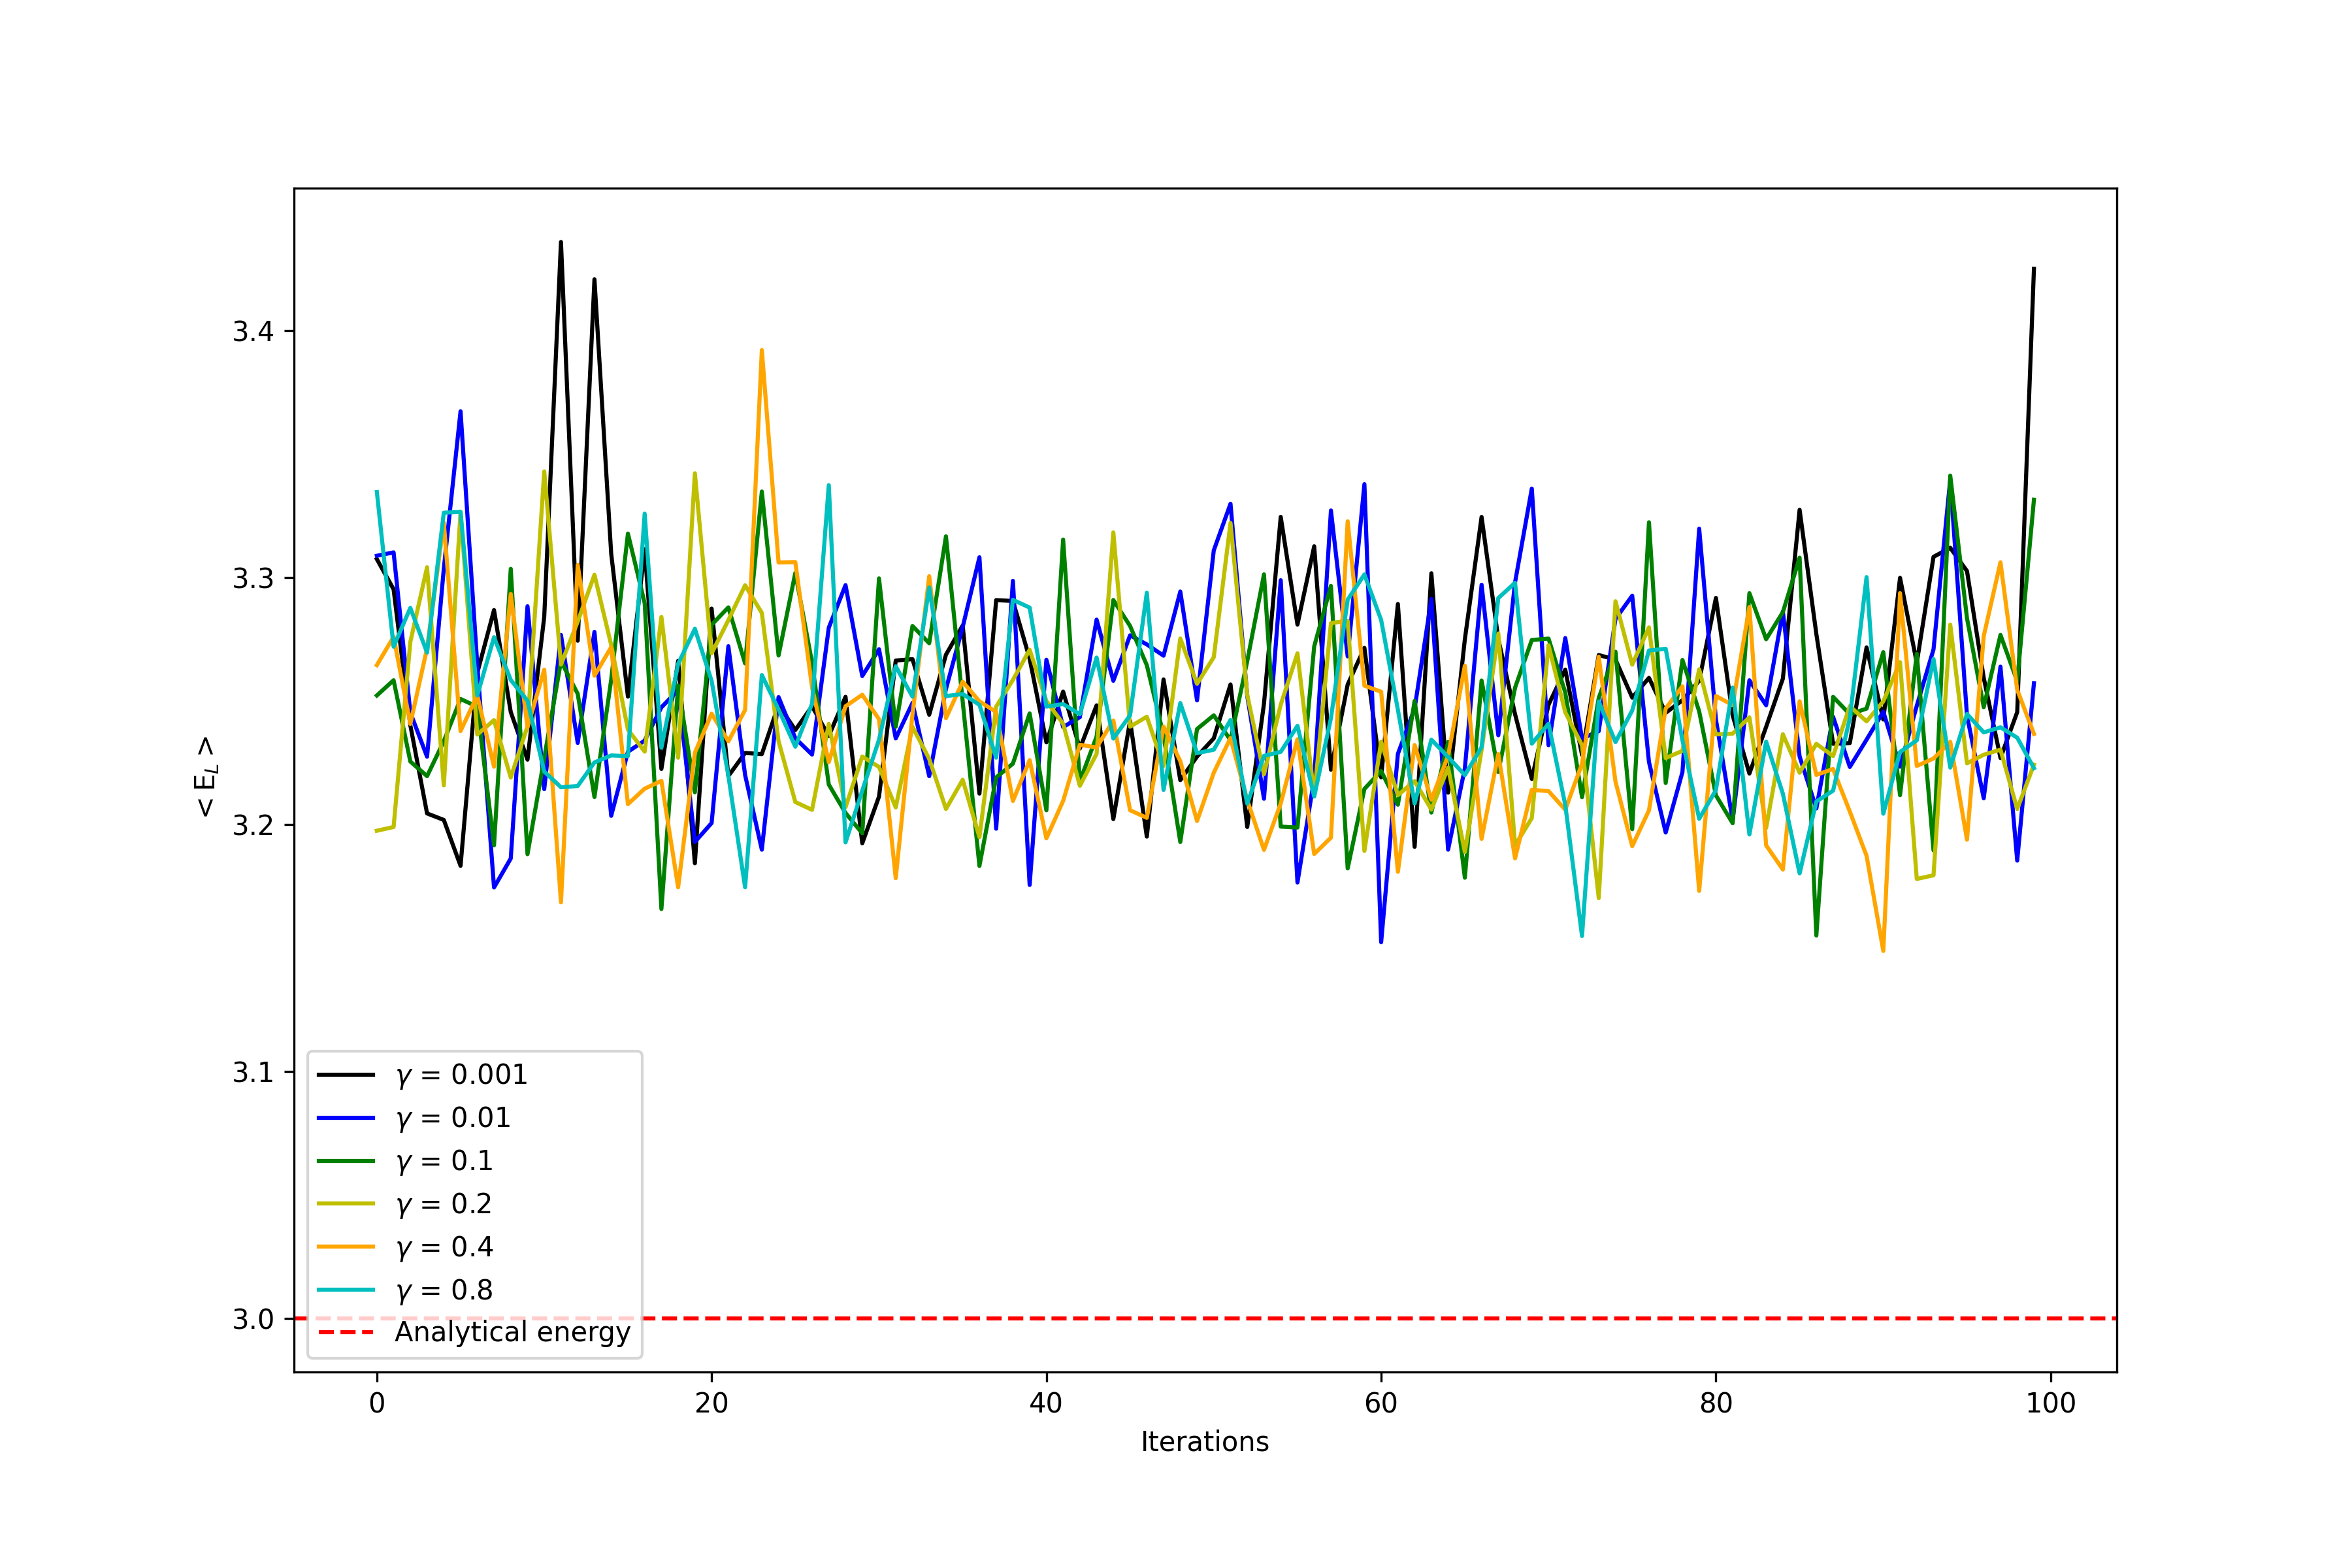 < E_L >
3.4
3.3
3.2
3.1
3.0
γ = 0.001
γ = 0.01
γ = 0.1
γ = 0.2
γ = 0.4
γ = 0.8
Analytical energy
0 20 40 60 80 100
Iterations